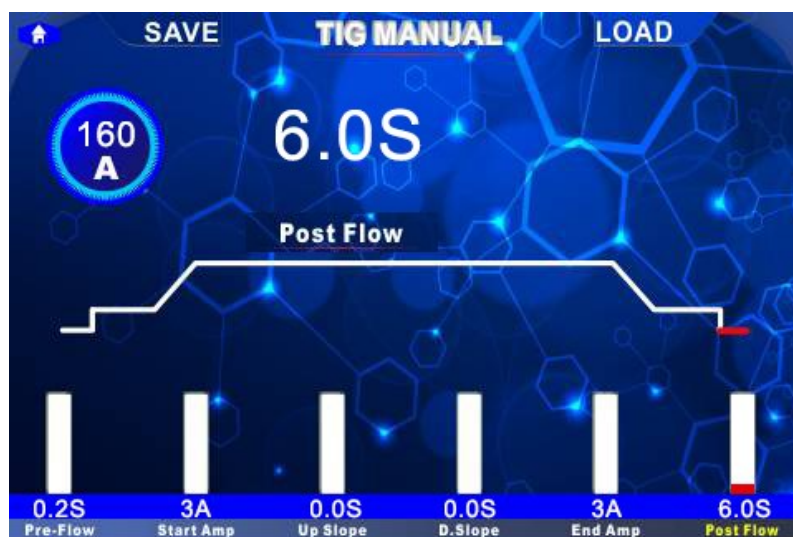 SAVE TIG MANUAL LOAD
160
A
6.0S
Post Flow
0.2S 3A 0.0S 0.0S 3A 6.0S
Pre-Flow Start Amp Up Slope D.Slope End Amp Post Flow